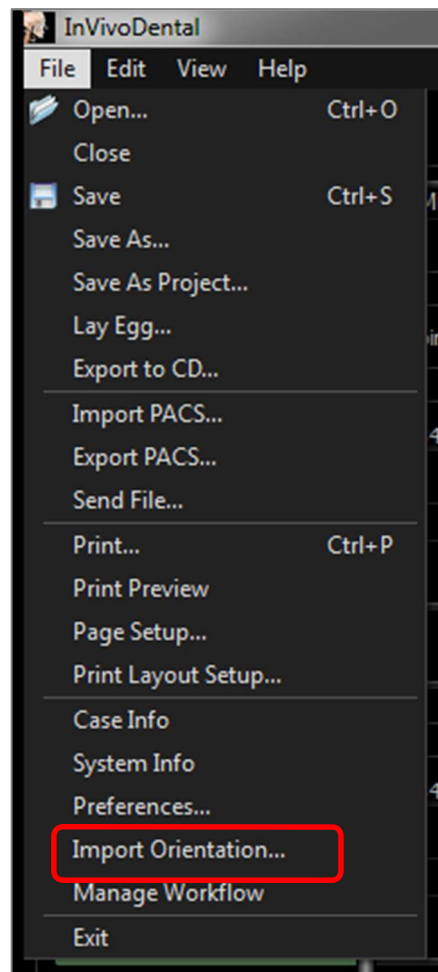 InVivoDental
File Edit View Help
Open... Ctrl+O
Close
Save Ctrl+S
Save As...
Save As Project...
Lay Egg...
Export to CD...
Import PACS...
Export PACS...
Send File...
Print... Ctrl+P
Print Preview
Page Setup...
Print Layout Setup...
Case Info
System Info
Preferences...
Import Orientation...
Manage Workflow
Exit